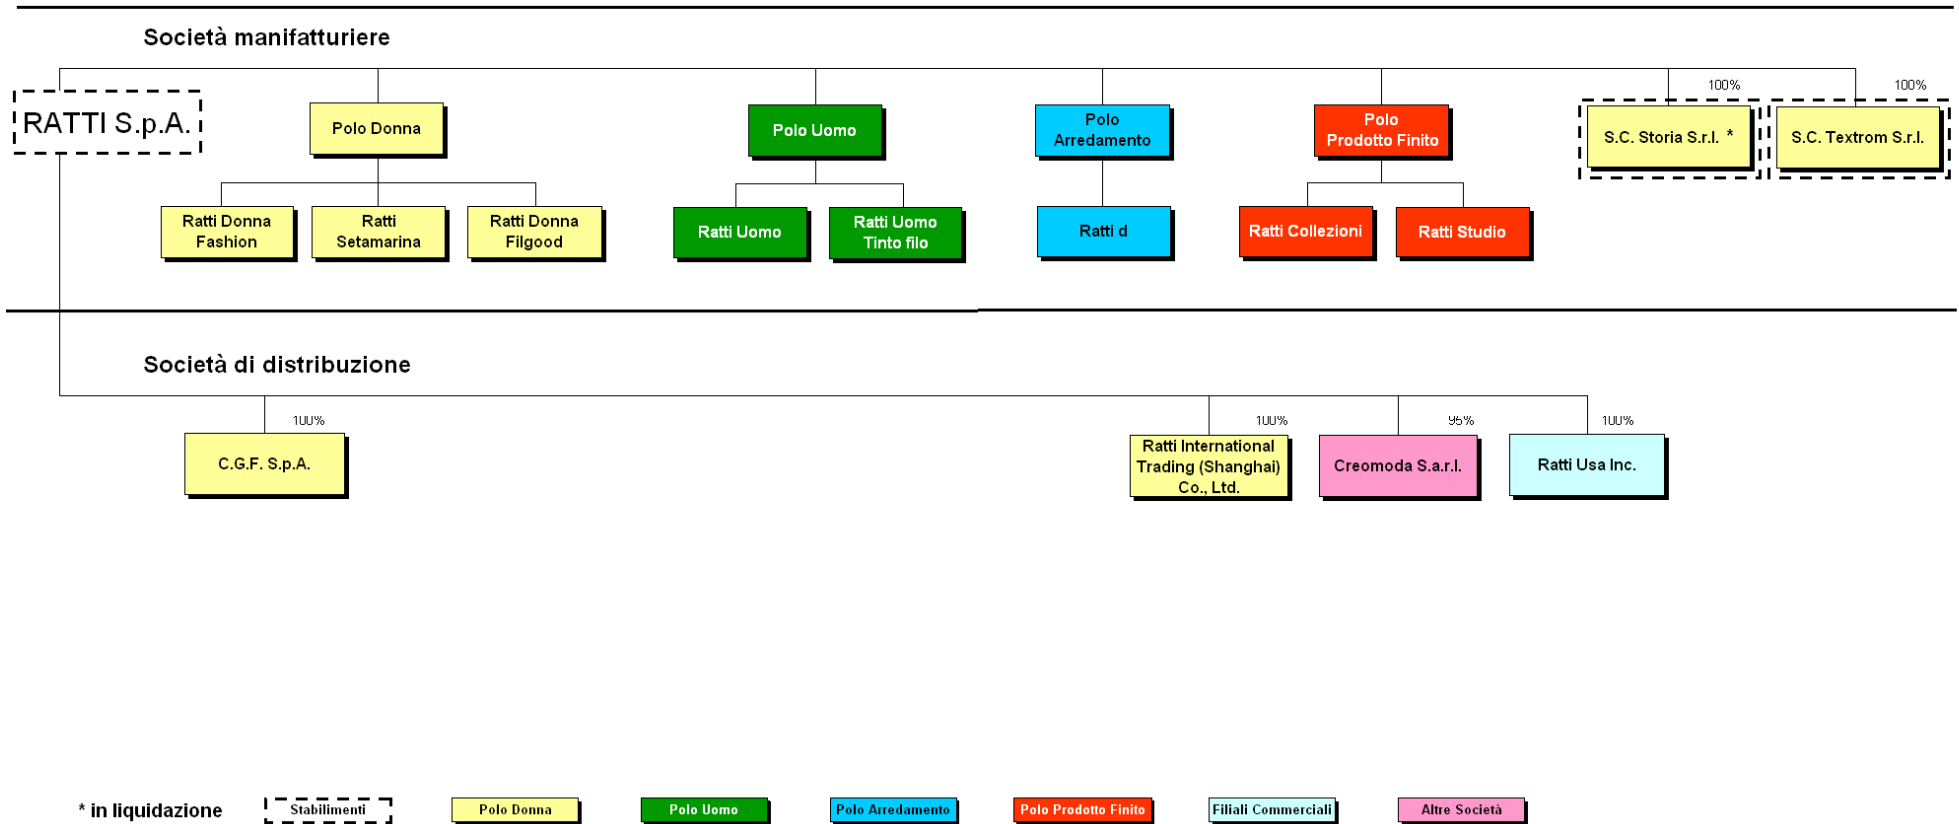 Società manifatturiere
100%
100%
RATTI S.p.A.
Polo Donna
Polo Uomo
Polo
Arredamento
Polo
Prodotto Finito
S.C. Storia S.r.l. *
S.C. Textrom S.r.l.
Ratti Donna
Fashion
Ratti
Setamarina
Ratti Donna
Filgood
Ratti Uomo
Ratti Uomo
Tinto filo
Ratti d
Ratti Collezioni
Ratti Studio
Società di distribuzione
100%
100%
95%
100%
C.G.F. S.p.A.
Ratti International
Trading (Shanghai)
Co., Ltd.
Creomoda S.a.r.l.
Ratti Usa Inc.
* in liquidazione
Stabilimenti
Polo Donna
Polo Uomo
Polo Arredamento
Polo Prodotto Finito
Filiali Commerciali
Altre Società